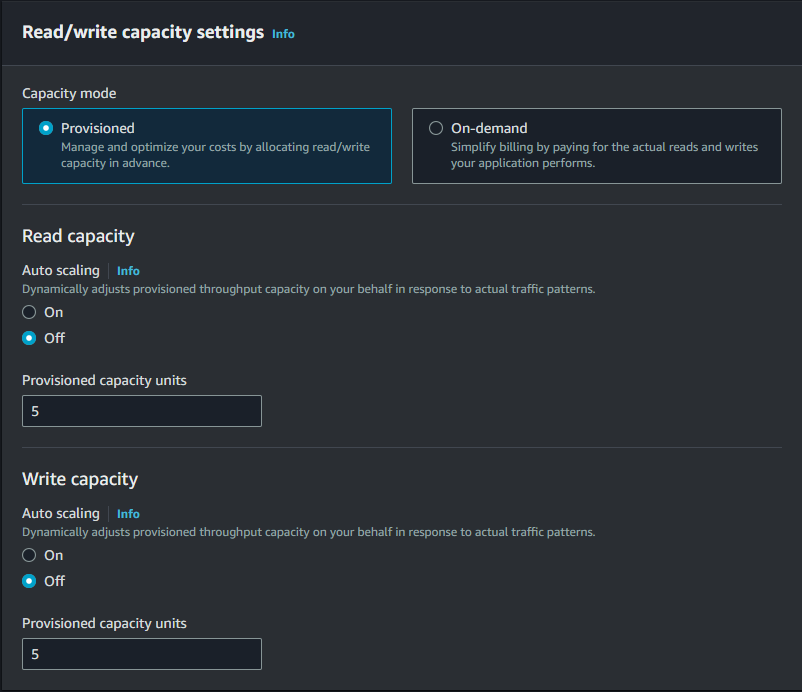 Read/write capacity settings Info
Capacity mode
Provisioned
Manage and optimize your costs by allocating read/write
capacity in advance.
On-demand
Simplify billing by paying for the actual reads and writes
your application performs.
Read capacity
Auto scaling Info
Dynamically adjusts provisioned throughput capacity on your behalf in response to actual traffic patterns.
On
Off
Provisioned capacity units
5
Write capacity
Auto scaling Info
Dynamically adjusts provisioned throughput capacity on your behalf in response to actual traffic patterns.
On
Off
Provisioned capacity units
5